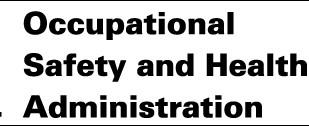 Occupational
Safety and Health
Administration